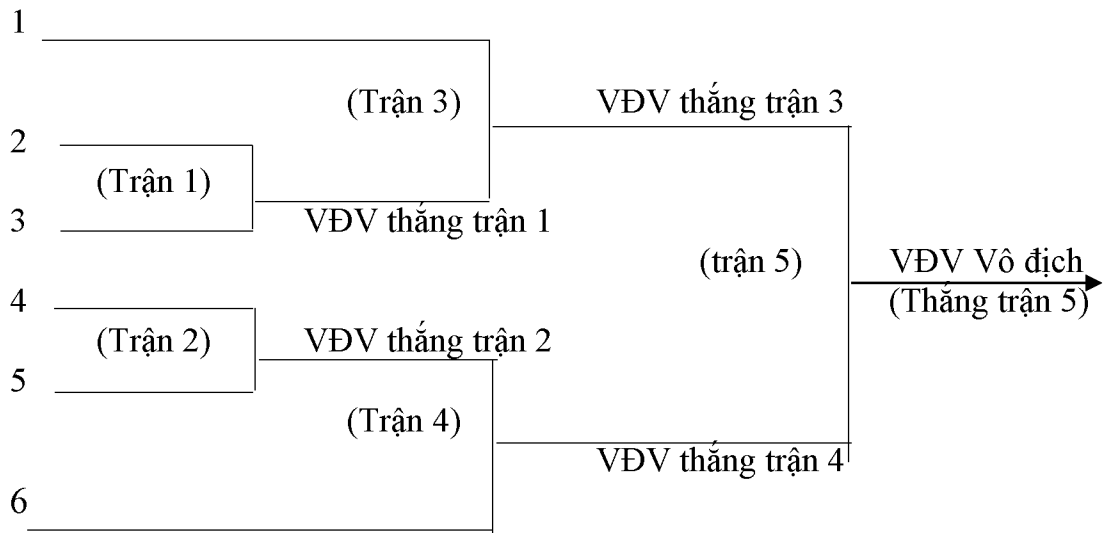 1
(Trận 3)
VĐV thắng trận 3
2
(Trận 1)
3
VĐV thắng trận 1
(trận 5)
VĐV Vô địch
(Thắng trận 5)
4
(Trận 2)
VĐV thắng trận 2
5
(Trận 4)
VĐV thắng trận 4
6